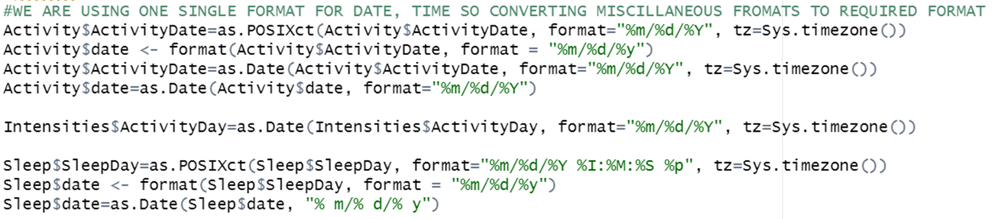 #WE ARE USING ONE SINGLE FORMAT FOR DATE, TIME SO CONVERTING MISCILLANEOUS FROMATS TO REQUIRED FORMAT
Activity$ActivityDate=as.POSIXct(Activity$ActivityDate, format="%m/%d/%Y", tz=Sys.timezone())
Activity$date <- format(Activity$ActivityDate, format = "%m/%d/%y")
Activity$ActivityDate=as.Date(Activity$ActivityDate, format="%m/%d/%Y", tz=Sys.timezone())
Activity$date=as.Date(Activity$date, format="%m/%d/%Y")
Intensities$ActivityDay=as.Date(Intensities$ActivityDay, format="%m/%d/%Y", tz=Sys.timezone())
Sleep$SleepDay=as.POSIXct(Sleep$SleepDay, format="%m/%d/%Y %I:%M:%S %p", tz=Sys.timezone())
Sleep$date <- format(Sleep$SleepDay, format = "%m/%d/%y")
Sleep$date=as.Date(Sleep$date, "% m/% d/% y")